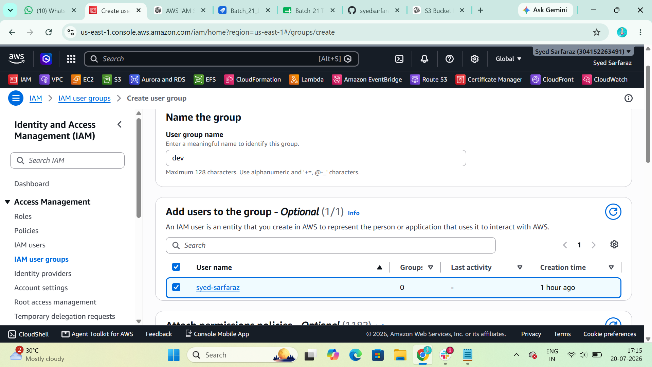 (10) Whats
Create use
AWS IAM
Batch_21
Batch-21
syedsarfar
S3 Bucket
Ask Gemini
us-east-1.console.aws.amazon.com/iam/home?region=us-east-1#/groups/create
aws
Search
[Alt+S]
Global
Syed Sarfaraz (304152263491)
Syed Sarfaraz
IAM
VPC
EC2
S3
Aurora and RDS
EFS
CloudFormation
Lambda
Amazon EventBridge
Route 53
Certificate Manager
CloudFront
CloudWatch
IAM
IAM user groups
Create user group
Identity and Access
Management (IAM)
Search IAM
Dashboard
Access Management
Roles
Policies
IAM users
IAM user groups
Identity providers
Account settings
Root access management
Temporary delegation requests
Name the group
User group name
Enter a meaningful name to identify this group.
dev
Maximum 128 characters. Use alphanumeric and '+=,.@-_' characters.
Add users to the group - Optional (1/1) Info
An IAM user is an entity that you create in AWS to represent the person or application that uses it to interact with AWS.
Search
1
User name
Groups
Last activity
Creation time
syed-sarfaraz
0
-
1 hour ago
Attach permissions policies - Optional
CloudShell
Agent Toolkit for AWS
Feedback
Console Mobile App
© 2026, Amazon Web Services, Inc. or its affiliates.
Privacy
Terms
Cookie preferences
30°C
Mostly cloudy
Search
ENG
IN
17:15
20-07-2026